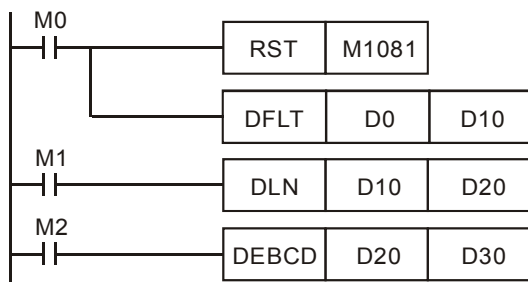 M0
RST M1081
DFLT D0 D10
M1
DLN D10 D20
M2
DEBCD D20 D30